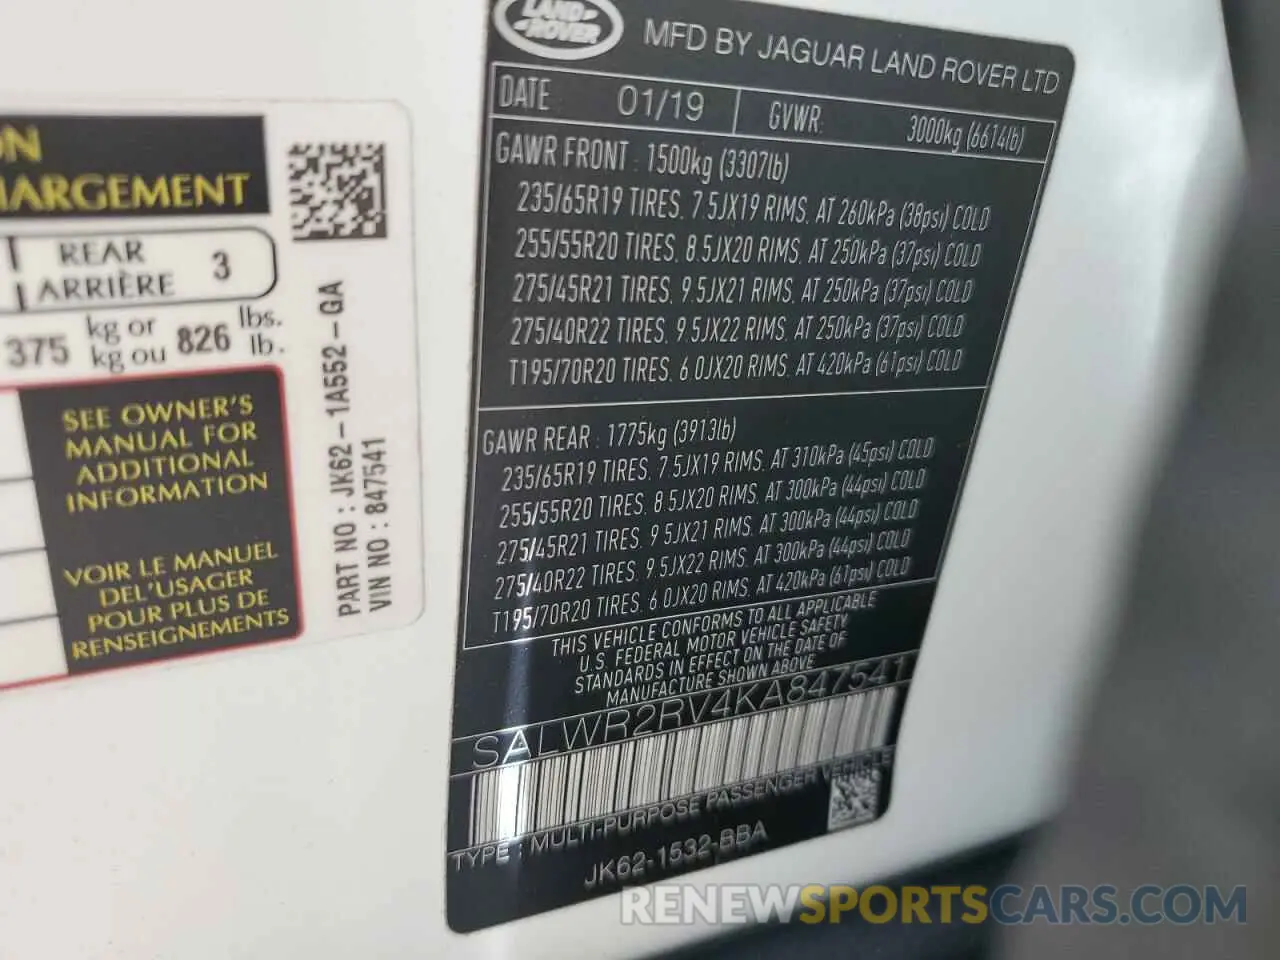 ON
HARGEMENT
REAR
ARRIÈRE 3
375 kg or 826 lbs.
kg ou lb.
SEE OWNER'S
MANUAL FOR
ADDITIONAL
INFORMATION
VOIR LE MANUEL
DEL'USAGER
POUR PLUS DE
RENSEIGNEMENTS
PART NO : JK62-1A552-GA
VIN NO : 847541
LAND
ROVER
MFD BY JAGUAR LAND ROVER LTD
DATE 01/19 GVWR: 3000kg (6614lb)
GAWR FRONT : 1500kg (3307lb)
235/65R19 TIRES. 7.5JX19 RIMS. AT 260kPa (38psi) COLD
255/55R20 TIRES. 8.5JX20 RIMS. AT 250kPa (37psi) COLD
275/45R21 TIRES. 9.5JX21 RIMS. AT 250kPa (37psi) COLD
275/40R22 TIRES. 9.5JX22 RIMS. AT 250kPa (37psi) COLD
T195/70R20 TIRES. 6.0JX20 RIMS. AT 420kPa (61psi) COLD
GAWR REAR : 1775kg (3913lb)
235/65R19 TIRES. 7.5JX19 RIMS. AT 310kPa (45psi) COLD
255/55R20 TIRES. 8.5JX20 RIMS. AT 300kPa (44psi) COLD
275/45R21 TIRES. 9.5JX21 RIMS. AT 300kPa (44psi) COLD
275/40R22 TIRES. 9.5JX22 RIMS. AT 300kPa (44psi) COLD
T195/70R20 TIRES. 6.0JX20 RIMS. AT 420kPa (61psi) COLD
THIS VEHICLE CONFORMS TO ALL APPLICABLE
U.S. FEDERAL MOTOR VEHICLE SAFETY
STANDARDS IN EFFECT ON THE DATE OF
MANUFACTURE SHOWN ABOVE
SALWR2RV4KA847541
TYPE : MULTI-PURPOSE PASSENGER VEHICLE
JK62-1532-BBA
RENEWSPORTSCARS.COM